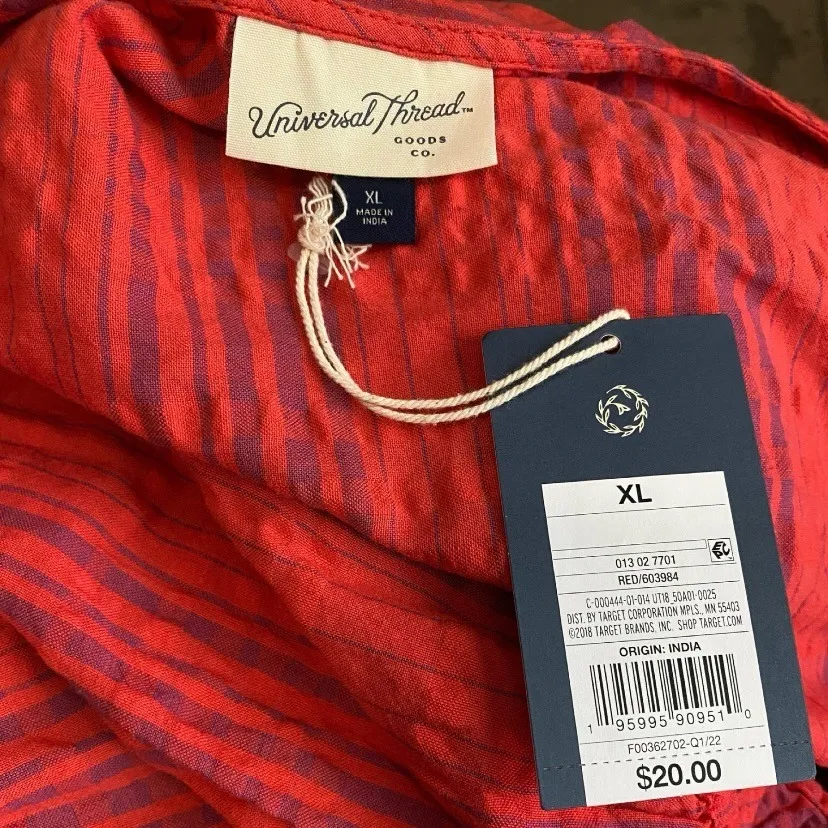 Universal Thread™
GOODS
CO.
XL
MADE IN
INDIA
XL
EPC
013 02 7701
RED/603984
C-000444-01-014 UT18_50A01-0025
DIST. BY TARGET CORPORATION MPLS., MN 55403
©2018 TARGET BRANDS, INC. SHOP TARGET.COM
ORIGIN: INDIA
1 95995 90951 0
F00362702-Q1/22
$20.00